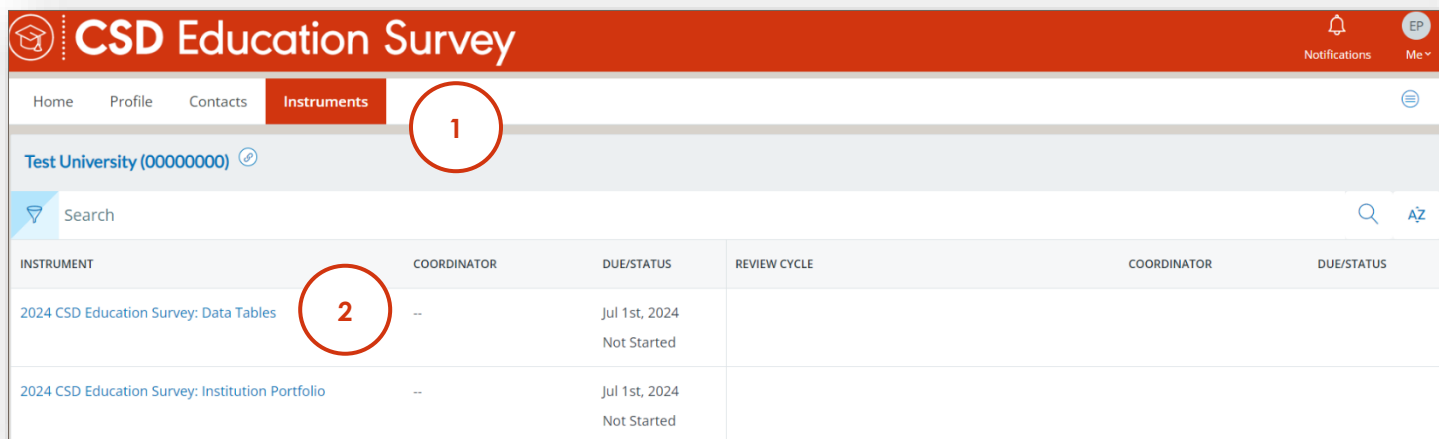 CSD Education Survey
Notifications
EP
Me
Home Profile Contacts Instruments
1
Test University (00000000)
Search
AZ
INSTRUMENT COORDINATOR DUE/STATUS REVIEW CYCLE COORDINATOR DUE/STATUS
2024 CSD Education Survey: Data Tables 2 -- Jul 1st, 2024
Not Started
2024 CSD Education Survey: Institution Portfolio -- Jul 1st, 2024
Not Started